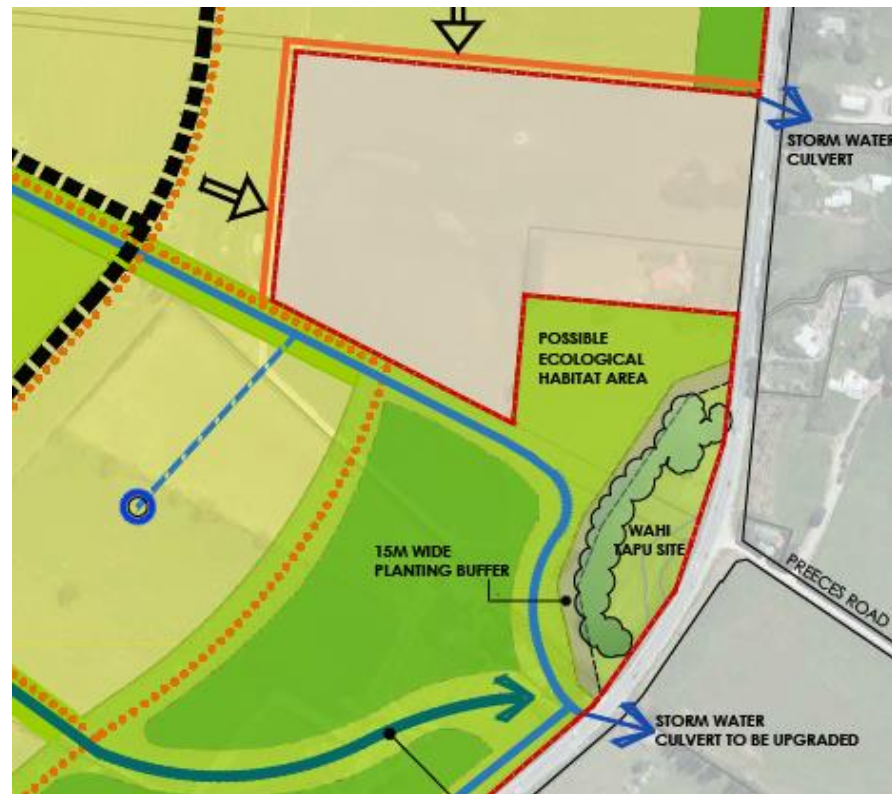 STORM WATER
CULVERT
POSSIBLE
ECOLOGICAL
HABITAT AREA
WAHI
TAPU SITE
15M WIDE
PLANTING BUFFER
PREECES ROAD
STORM WATER
CULVERT TO BE UPGRADED